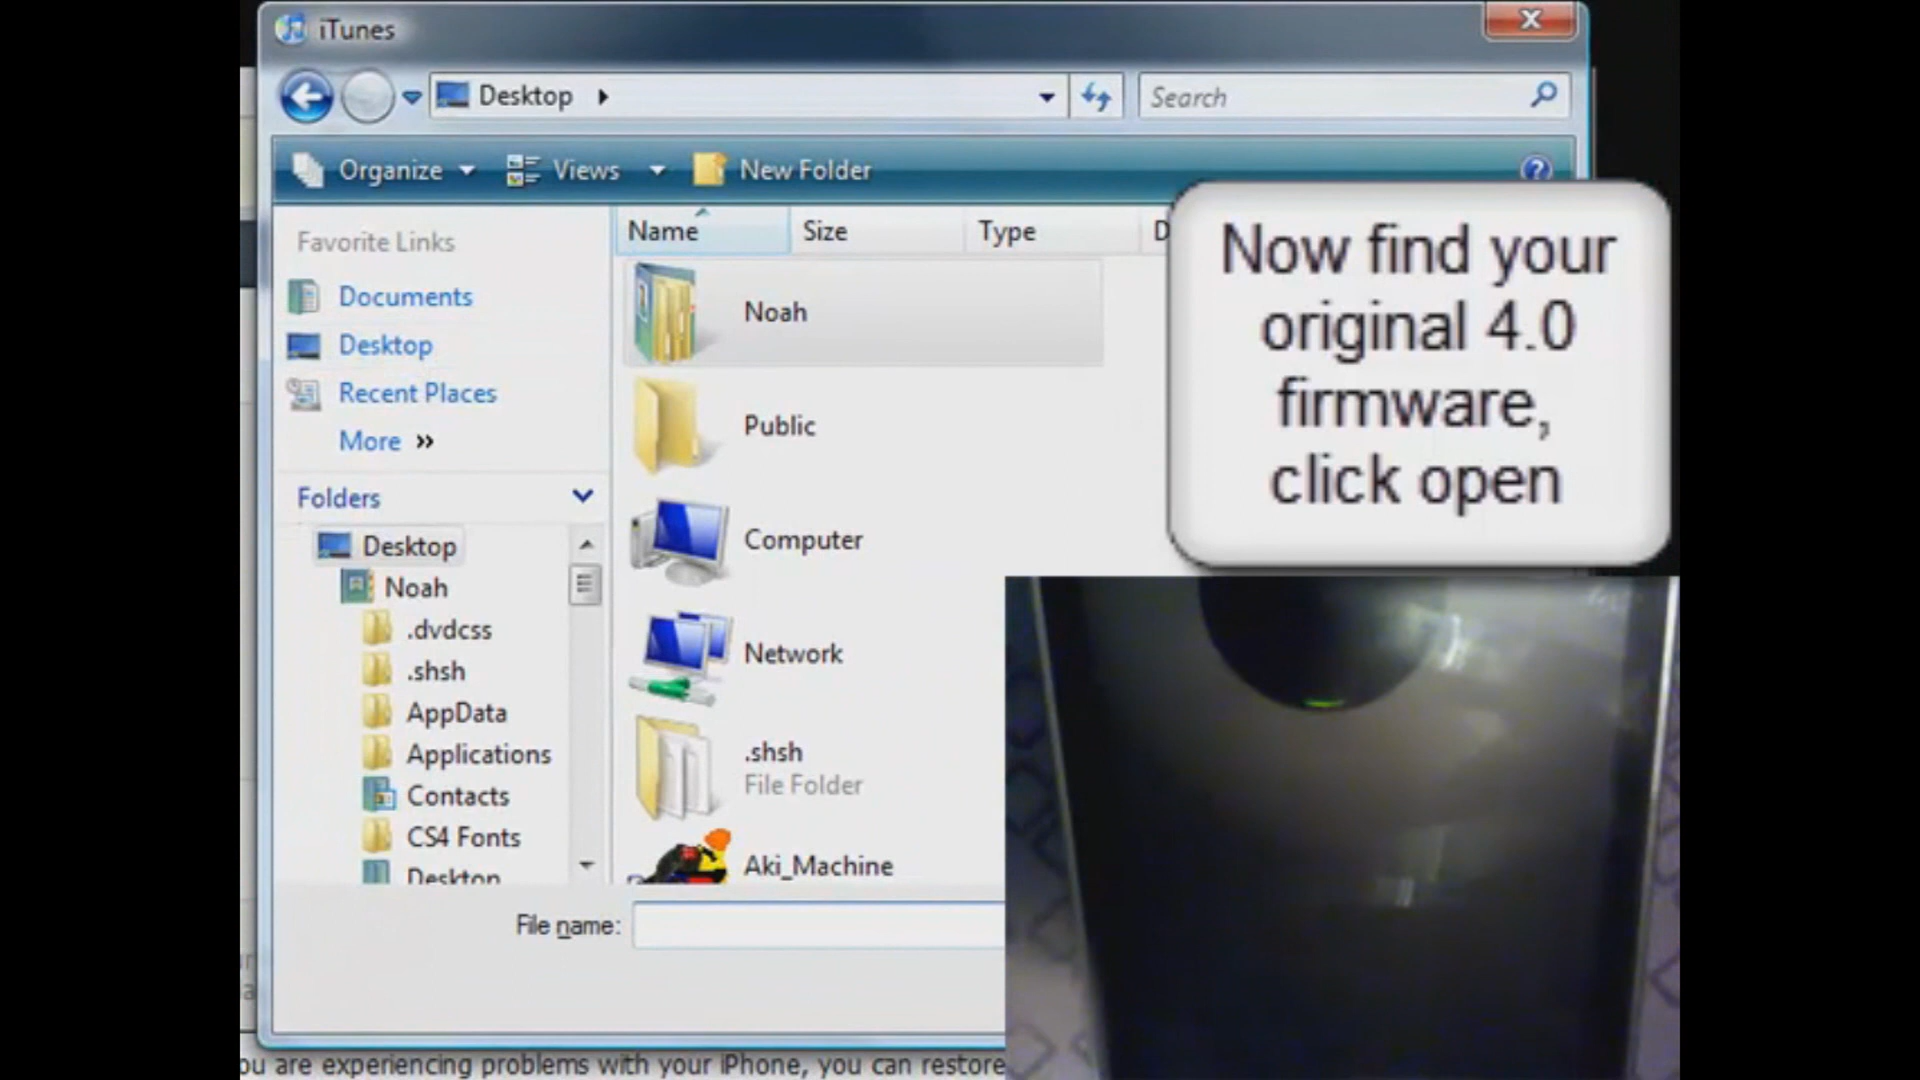 iTunes
Desktop
Search
Organize
Views
New Folder
Name
Size
Type
D
Now find your
original 4.0
firmware,
click open
Favorite Links
Documents
Desktop
Recent Places
More »
Folders
Desktop
Noah
.dvdcss
.shsh
AppData
Applications
Contacts
CS4 Fonts
Desktop
Noah
Public
Computer
Network
.shsh
File Folder
Aki_Machine
File name:
ou are experiencing problems with your iPhone, you can restore